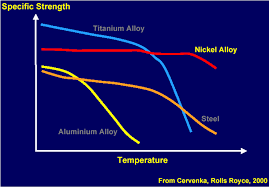 Specific Strength
Titanium Alloy
Nickel Alloy
Aluminium Alloy
Steel
Temperature
From Cervenka, Rolls Royce, 2000